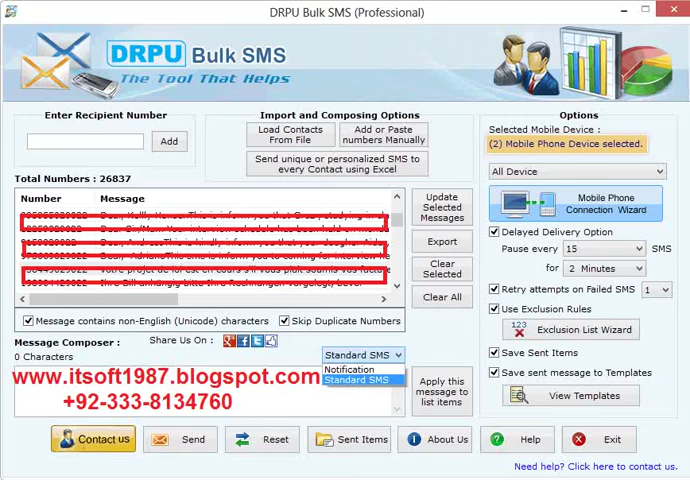 DRPU Bulk SMS (Professional)
DRPU Bulk SMS
The Tool That Helps
Enter Recipient Number
Add
Import and Composing Options
Load Contacts From File
Add or Paste numbers Manually
Send unique or personalized SMS to every Contact using Excel
Options
Selected Mobile Device :
(2) Mobile Phone Device selected.
All Device
Mobile Phone Connection Wizard
Total Numbers : 26837
Number Message
Update Selected Messages
Export
Clear Selected
Clear All
Delayed Delivery Option
Pause every 15 SMS
for 2 Minutes
Retry attempts on Failed SMS 1
Use Exclusion Rules
123 Exclusion List Wizard
Save Sent Items
Save sent message to Templates
View Templates
Message contains non-English (Unicode) characters
Skip Duplicate Numbers
Message Composer :
Share Us On :
0 Characters
Standard SMS
Notification
Standard SMS
www.itsoft1987.blogspot.com
+92-333-8134760
Apply this message to list items
Contact us
Send
Reset
Sent Items
About Us
Help
Exit
Need help? Click here to contact us.